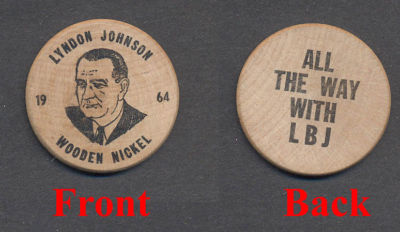 LYNDON JOHNSON
19 64
WOODEN NICKEL
Front
ALL
THE WAY
WITH
LBJ
Back